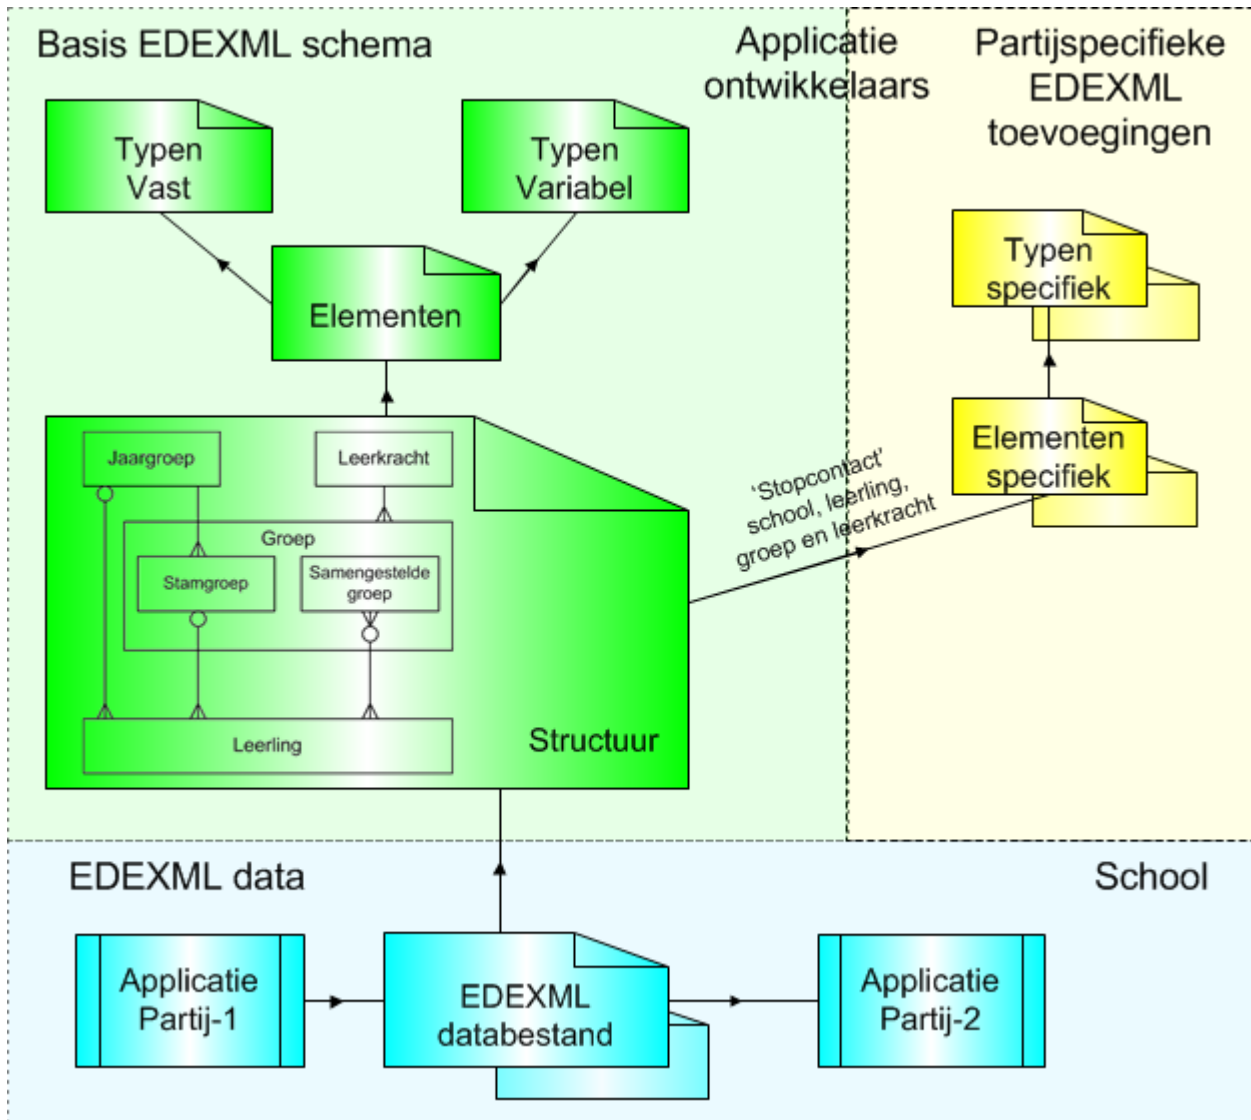 Basis EDEXML schema
Applicatie
ontwikkelaars
Partijspecifieke
EDEXML
toevoegingen
Typen
Vast
Typen
Variabel
Elementen
Typen
specifiek
Elementen
specifiek
'Stopcontact'
school, leerling,
groep en leerkracht
Jaargroep
Leerkracht
Groep
Stamgroep
Samengestelde
groep
Leerling
Structuur
EDEXML data
School
Applicatie
Partij-1
EDEXML
databestand
Applicatie
Partij-2